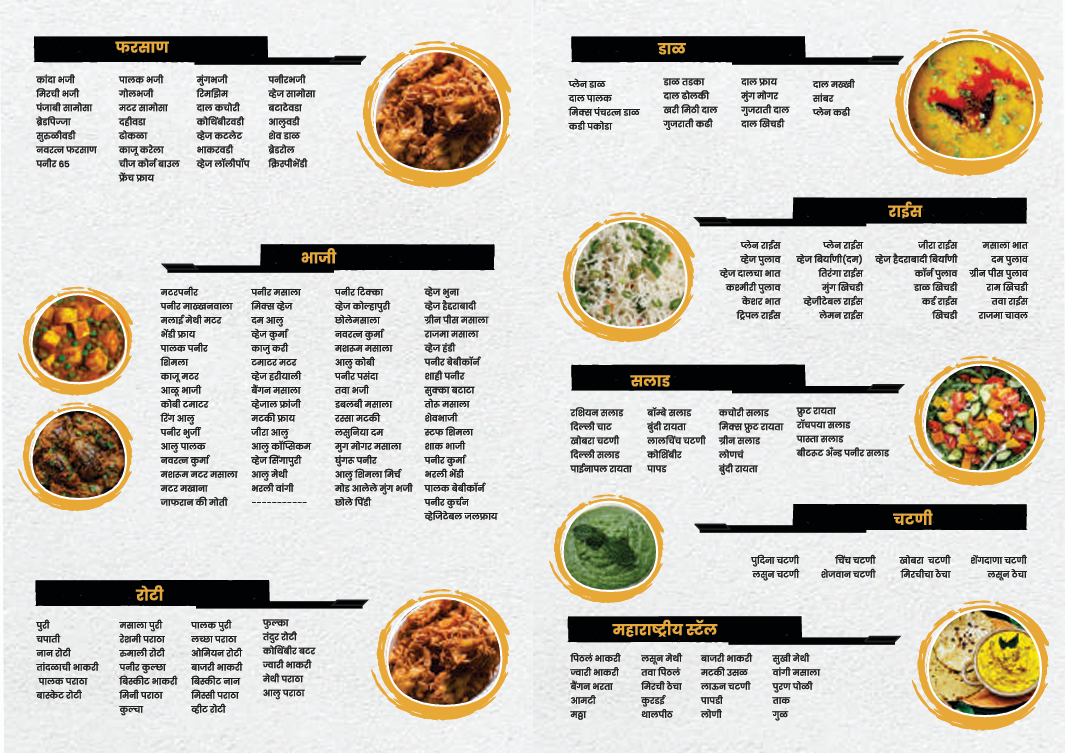 फरसाण
कांदा भजी
मिरची भजी
पंजाबी सामोसा
ब्रेडपिज्जा
सुरुळीवडी
नवरत्न फरसाण
पनीर 65
पालक भजी
गोलभजी
मटर सामोसा
दहीवडा
ढोकळा
काजू करेला
चीज कोर्न बाउल
फ्रेंच फ्राय
मुंगभजी
रिमझिम
दाल कचोरी
कोथिंबीरवडी
व्हेज कटलेट
भाकरवडी
व्हेज लॉलीपॉप
पनीरभजी
व्हेज सामोसा
बटाटेवडा
आलुवडी
शेव डाळ
ब्रेडरोल
क्रिस्पीभेंडी
भाजी
मटरपनीर
पनीर माख्खनवाला
मलाई मेथी मटर
भेंडी फ्राय
पालक पनीर
शिमला
काजू मटर
आळू भाजी
कोबी टमाटर
रिंग आलु
पनीर भुर्जी
आलु पालक
नवरत्न कुर्मा
मशरूम मटर मसाला
मटर मखाना
जाफरान की मोती
पनीर मसाला
मिक्स व्हेज
दम आलु
व्हेज कुर्मा
काजु करी
टमाटर मटर
व्हेज हरीयाली
बैंगन मसाला
व्हेजाल फ्रांजी
मटकी फ्राय
जीरा आलु
आलु कॉप्सिकम
व्हेज सिंगापुरी
आलु मेथी
भरली वांगी
-----------
पनीर टिक्का
व्हेज कोल्हापुरी
छोलेमसाला
नवरत्न कुर्मा
मशरूम मसाला
आलु कोबी
पनीर पसंदा
तवा भजी
डबलबी मसाला
रस्सा मटकी
लसुनिया दम
मुग मोगर मसाला
घुंगरू पनीर
आलु शिमला मिर्च
मोड आलेले मुंग भजी
छोले पिंडी
व्हेज भुना
व्हेज हैद्राबादी
ग्रीन पीस मसाला
राजमा मसाला
व्हेज हंडी
पनीर बेबीकॉर्न
शाही पनीर
सुक्का बटाटा
तोरू मसाला
शेवभाजी
स्टफ शिमला
शाक भाजी
पनीर कुर्मा
भरली भेंडी
पालक बेबीकॉर्न
पनीर कुर्चन
व्हेजिटेबल जलफ्राय
रोटी
पुरी
चपाती
नान रोटी
तांदळाची भाकरी
पालक पराठा
बास्केट रोटी
मसाला पुरी
रेशमी पराठा
रुमाली रोटी
पनीर कुल्छा
बिस्कीट भाकरी
मिनी पराठा
कुल्चा
पालक पुरी
लच्छा पराठा
ओमियन रोटी
बाजरी भाकरी
बिस्कीट नान
मिस्सी पराठा
व्हीट रोटी
फुल्का
तंदुर रोटी
कोथिंबीर बटर
ज्वारी भाकरी
मेथी पराठा
आलु पराठा
डाळ
प्लेन डाळ
दाल पालक
मिक्स पंचरत्न डाळ
कडी पकोडा
डाळ तडका
दाल ढोलकी
खरी मिठी दाल
गुजराती कढी
दाल फ्राय
मुंग मोगर
गुजराती दाल
दाल खिचडी
दाल मख्खी
सांबर
प्लेन कढी
राईस
प्लेन राईस
व्हेज पुलाव
व्हेज दालचा भात
कश्मीरी पुलाव
केशर भात
ट्रिपल राईस
प्लेन राईस
व्हेज बिर्याणी(दम)
तिरंगा राईस
मुंग खिचडी
व्हेजीटेबल राईस
लेमन राईस
जीरा राईस
व्हेज हैदराबादी बिर्याणी
कॉर्न पुलाव
डाळ खिचडी
कर्ड राईस
खिचडी
मसाला भात
दम पुलाव
ग्रीन पीस पुलाव
राम खिचडी
तवा राईस
राजमा चावल
सलाड
रशियन सलाड
दिल्ली चाट
खोबरा चटणी
दिल्ली सलाड
पाईनापल रायता
बॉम्बे सलाड
बुंदी रायता
लालचिंच चटणी
कोशिंबीर
पापड
कचोरी सलाड
मिक्स फ्रुट रायता
ग्रीन सलाड
लोणचं
बुंदी रायता
फ्रुट रायता
रॉचपया सलाड
पास्ता सलाड
बीटरूट ॲन्ड पनीर सलाड
चटणी
पुदिना चटणी
लसुन चटणी
चिंच चटणी
शेजवान चटणी
खोबरा चटणी
मिरचीचा ठेचा
शेंगदाणा चटणी
लसून ठेचा
महाराष्ट्रीय स्टॅल
पिठलं भाकरी
ज्वारी भाकरी
बैंगन भरता
आमटी
मठ्ठा
लसून मेथी
तवा पिठलं
मिरची ठेचा
कुरडई
थालपीठ
बाजरी भाकरी
मटकी उसळ
लाऊन चटणी
पापडी
लोणी
सुखी मेथी
वांगी मसाला
पुरण पोळी
ताक
गुळ